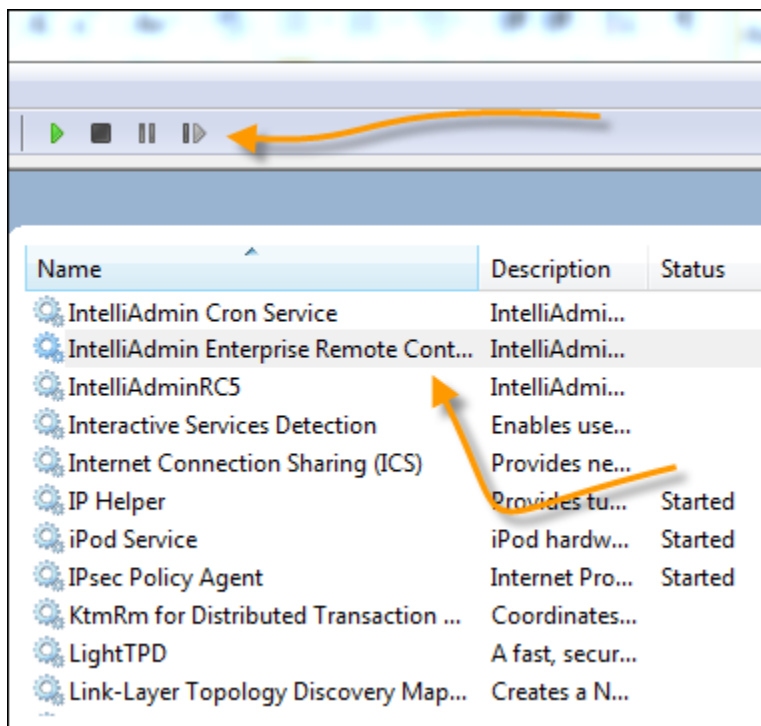 Name Description Status
IntelliAdmin Cron Service IntelliAdmi...
IntelliAdmin Enterprise Remote Cont... IntelliAdmi...
IntelliAdminRC5 IntelliAdmi...
Interactive Services Detection Enables use...
Internet Connection Sharing (ICS) Provides ne...
IP Helper Provides tu... Started
iPod Service iPod hardw... Started
IPsec Policy Agent Internet Pro... Started
KtmRm for Distributed Transaction ... Coordinates...
LightTPD A fast, secur...
Link-Layer Topology Discovery Map... Creates a N...